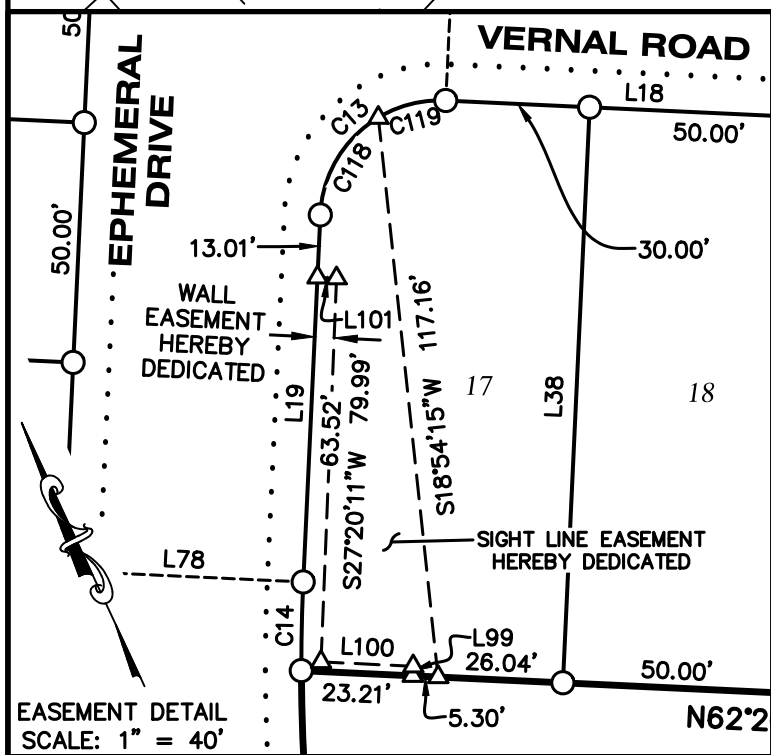 50
VERNAL ROAD
EPHEMERAL
DRIVE
C13
C119
L18
50.00'
C118
50.00'
13.01'
30.00'
WALL
EASEMENT
HEREBY
DEDICATED
L101
117.16'
17
18
L19
63.52'
S27°20'11"W 79.99'
S18°54'15"W
L38
SIGHT LINE EASEMENT
HEREBY DEDICATED
L78
C14
L100
L99
26.04'
50.00'
23.21'
5.30'
N62°2
EASEMENT DETAIL
SCALE: 1" = 40'